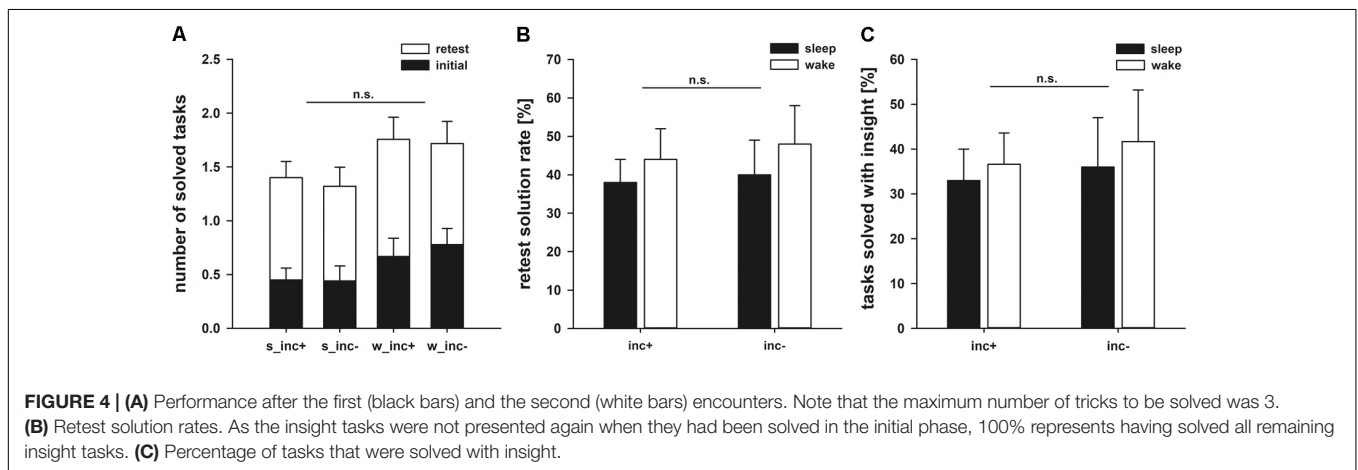 A
retest
initial
number of solved tasks
2.5
2.0
1.5
1.0
0.5
0.0
n.s.
s_inc+ s_inc- w_inc+ w_inc-
B
sleep
wake
retest solution rate [%]
70
60
50
40
30
20
10
0
n.s.
inc+ inc-
C
sleep
wake
tasks solved with insight [%]
60
50
40
30
20
10
0
n.s.
inc+ inc-
FIGURE 4 | (A) Performance after the first (black bars) and the second (white bars) encounters. Note that the maximum number of tricks to be solved was 3.
(B) Retest solution rates. As the insight tasks were not presented again when they had been solved in the initial phase, 100% represents having solved all remaining
insight tasks. (C) Percentage of tasks that were solved with insight.